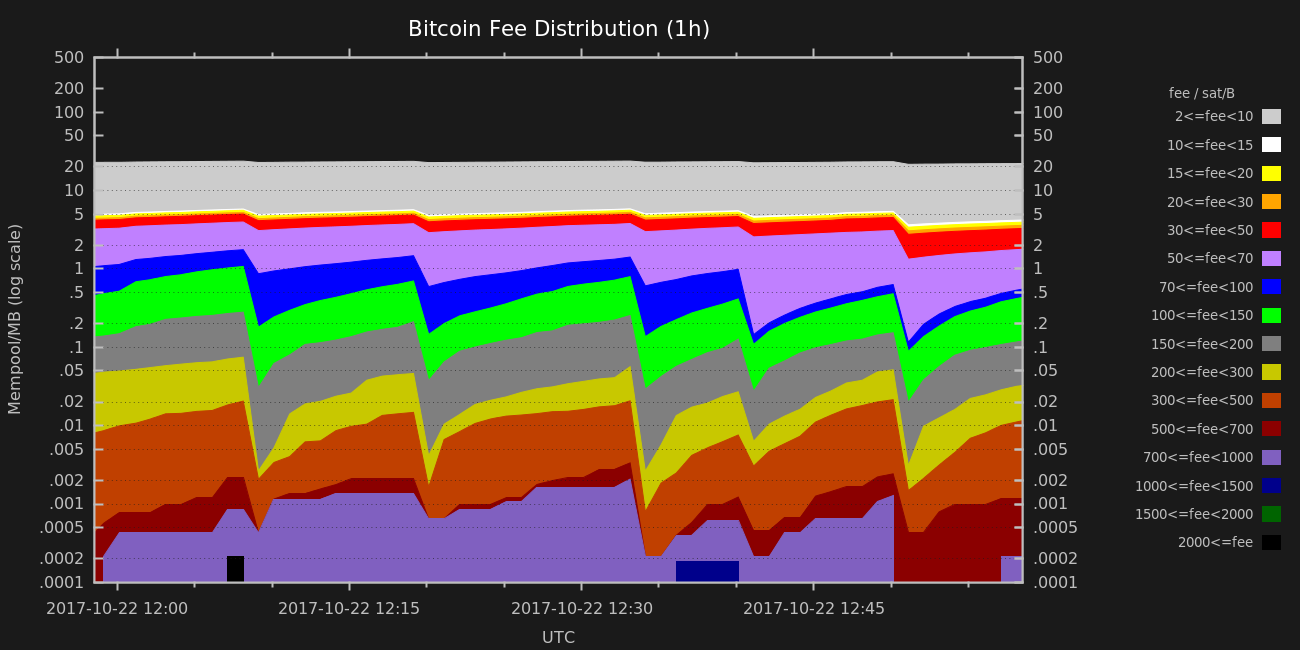 Bitcoin Fee Distribution (1h)
Mempool/MB (log scale)
500
200
100
50
20
10
5
2
1
.5
.2
.1
.05
.02
.01
.005
.002
.001
.0005
.0002
.0001
500
200
100
50
20
10
5
2
1
.5
.2
.1
.05
.02
.01
.005
.002
.001
.0005
.0002
.0001
2017-10-22 12:00
2017-10-22 12:15
2017-10-22 12:30
2017-10-22 12:45
UTC
fee / sat/B
2<=fee<10
10<=fee<15
15<=fee<20
20<=fee<30
30<=fee<50
50<=fee<70
70<=fee<100
100<=fee<150
150<=fee<200
200<=fee<300
300<=fee<500
500<=fee<700
700<=fee<1000
1000<=fee<1500
1500<=fee<2000
2000<=fee